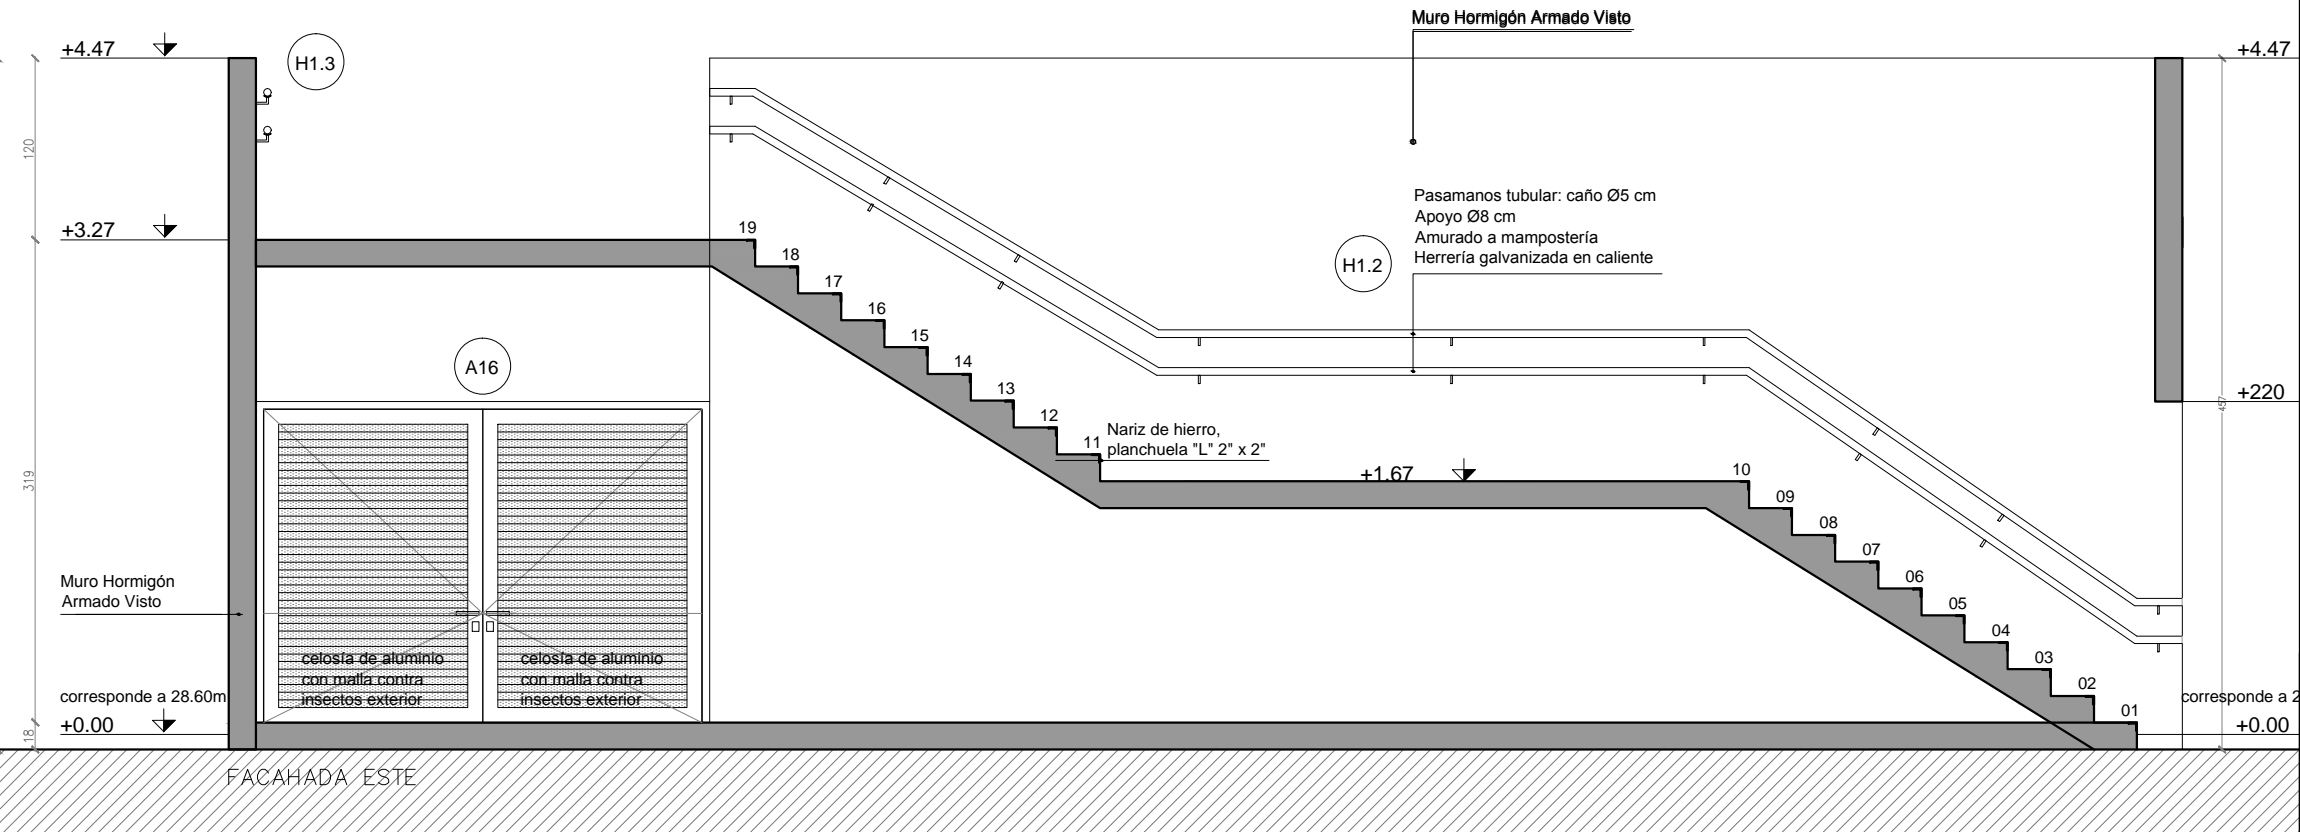 Muro Hormigón Armado Visto
+4.47
H1.3
+4.47
120
Pasamanos tubular: caño Ø5 cm
Apoyo Ø8 cm
Amurado a mampostería
Herrería galvanizada en caliente
H1.2
+3.27
19
18
17
16
15
14
13
12
11
A16
+220
457
Nariz de hierro,
planchuela "L" 2" x 2"
+1.67
10
09
08
07
06
05
04
03
02
01
319
Muro Hormigón
Armado Visto
celosía de aluminio
con malla contra
insectos exterior
celosía de aluminio
con malla contra
insectos exterior
corresponde a 28.60m
+0.00
corresponde a 2
+0.00
18
FACAHADA ESTE